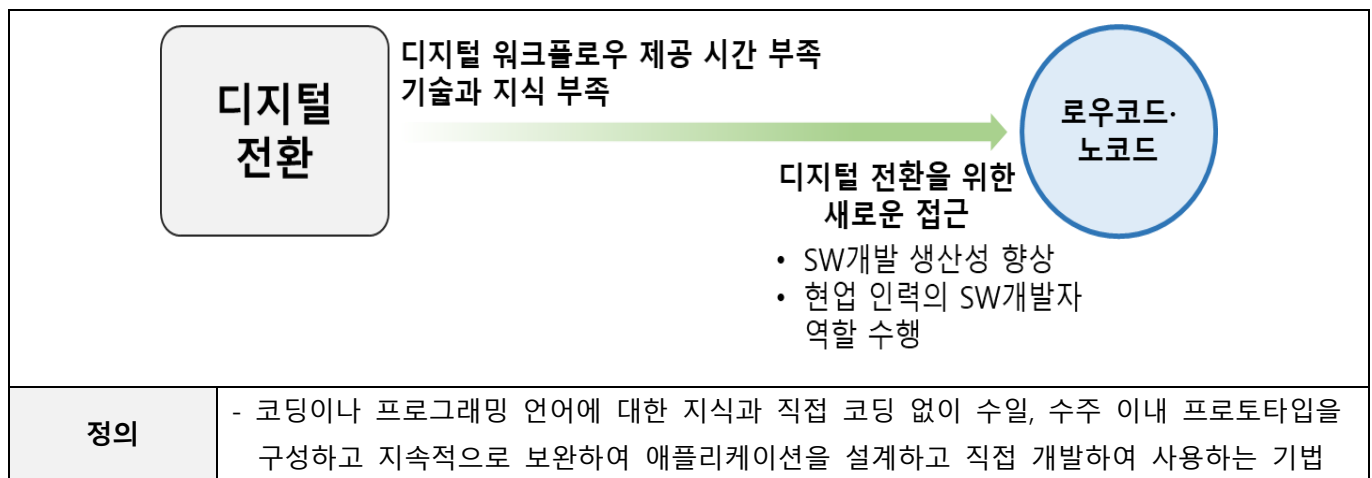 디지털
전환
디지털 워크플로우 제공 시간 부족
기술과 지식 부족
로우코드·
노코드
디지털 전환을 위한
새로운 접근
• SW개발 생산성 향상
• 현업 인력의 SW개발자
역할 수행
정의
- 코딩이나 프로그래밍 언어에 대한 지식과 직접 코딩 없이 수일, 수주 이내 프로토타입을
구성하고 지속적으로 보완하여 애플리케이션을 설계하고 직접 개발하여 사용하는 기법